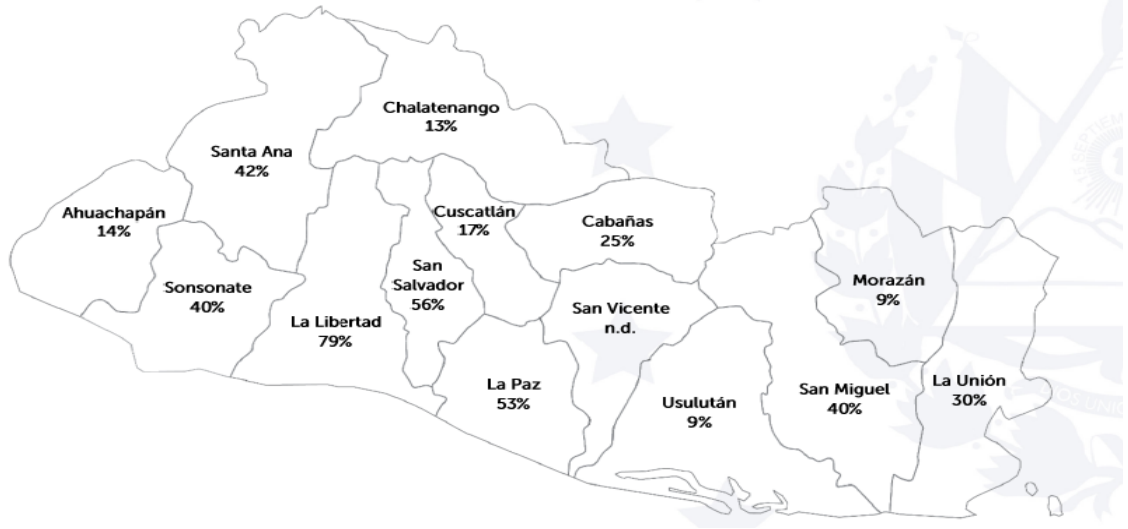 Chalatenango
13%
Santa Ana
42%
Ahuachapán
14%
Cuscatlán
17%
Cabañas
25%
Sonsonate
40%
San
Salvador
56%
La Libertad
79%
San Vicente
n.d.
Morazán
9%
La Paz
53%
Usulután
9%
San Miguel
40%
La Unión
30%